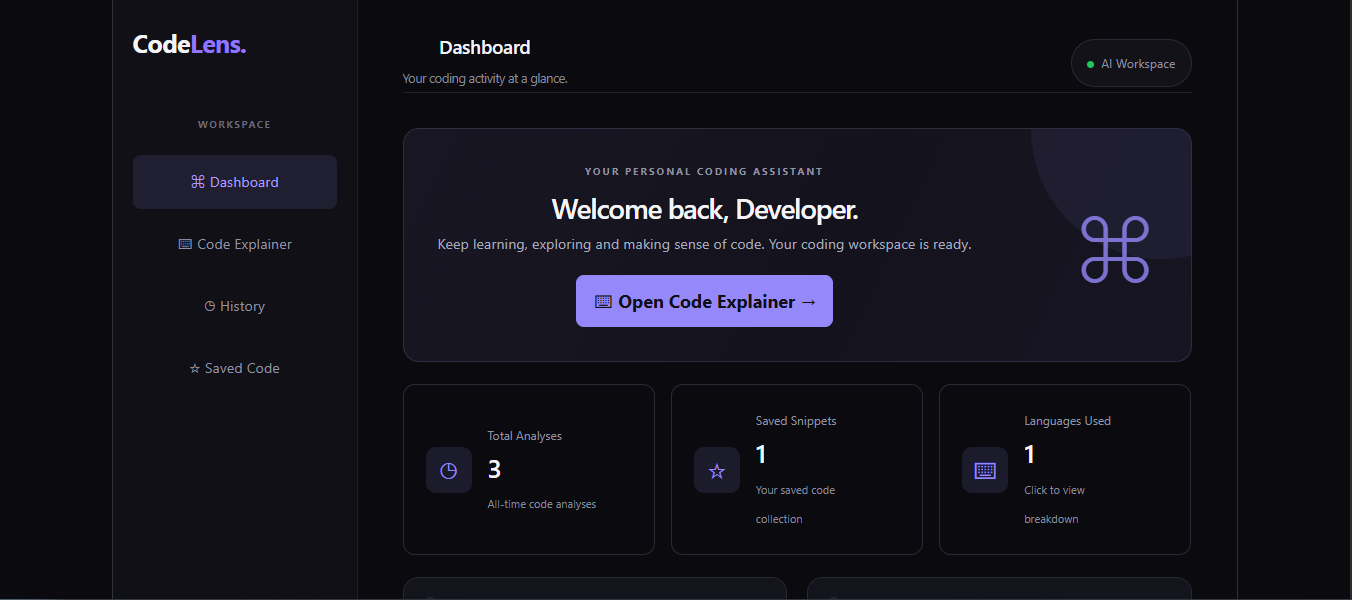 CodeLens.
WORKSPACE
⌘ Dashboard
⌨ Code Explainer
◷ History
☆ Saved Code
Dashboard
Your coding activity at a glance.
AI Workspace
YOUR PERSONAL CODING ASSISTANT
Welcome back, Developer.
Keep learning, exploring and making sense of code. Your coding workspace is ready.
⌨ Open Code Explainer →
⌘
◷
Total Analyses
3
All-time code analyses
☆
Saved Snippets
1
Your saved code
collection
⌨
Languages Used
1
Click to view
breakdown